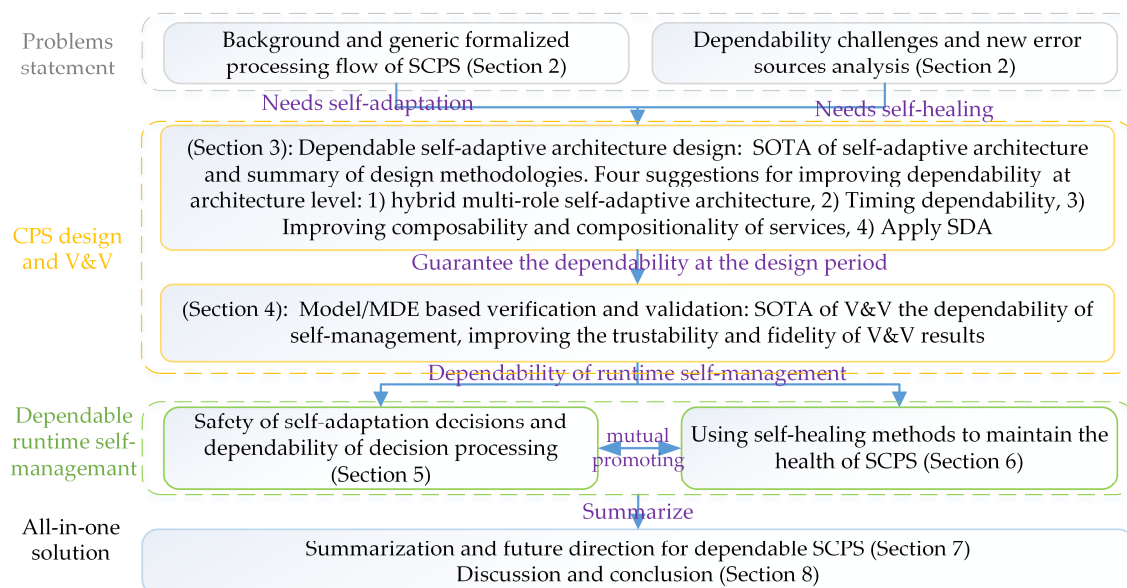 Problems
statement
Background and generic formalized
processing flow of SCPS (Section 2)
Dependability challenges and new error
sources analysis (Section 2)
Needs self-adaptation
Needs self-healing
CPS design
and V&V
(Section 3): Dependable self-adaptive architecture design: SOTA of self-adaptive architecture
and summary of design methodologies. Four suggestions for improving dependability at
architecture level: 1) hybrid multi-role self-adaptive architecture, 2) Timing dependability, 3)
Improving composability and compositionality of services, 4) Apply SDA
Guarantee the dependability at the design period
(Section 4): Model/MDE based verification and validation: SOTA of V&V the dependability of
self-management, improving the trustability and fidelity of V&V results
Dependability of runtime self-management
Dependable
runtime self-
managemant
Safety of self-adaptation decisions and
dependability of decision processing
(Section 5)
mutual
promoting
Using self-healing methods to maintain the
health of SCPS (Section 6)
Summarize
All-in-one
solution
Summarization and future direction for dependable SCPS (Section 7)
Discussion and conclusion (Section 8)